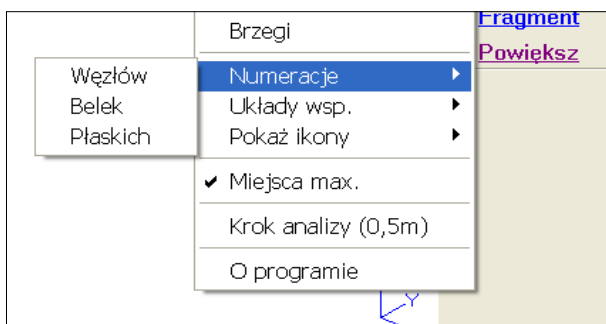 Brzegi
Numeracje
Układy wsp.
Pokaż ikony
Miejsca max.
Krok analizy (0,5m)
O programie
Węzłów
Belek
Płaskich
Fragment
Powiększ
Y